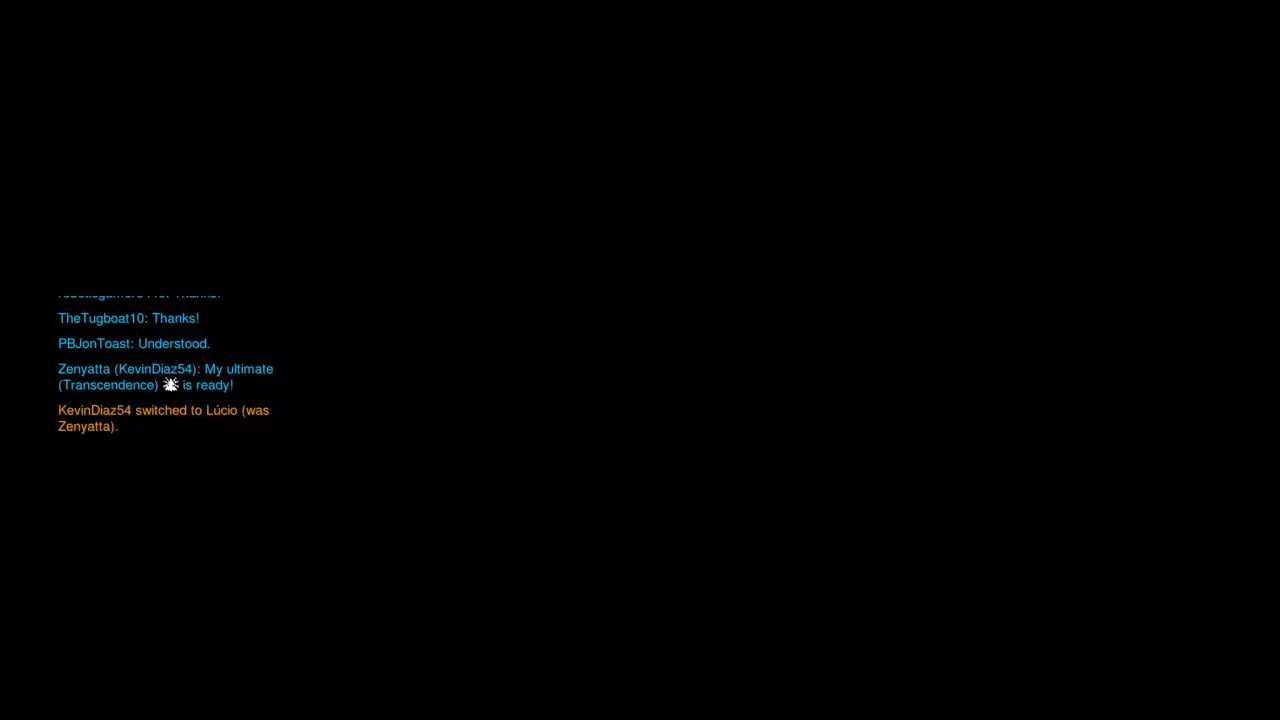 TheTugboat10: Thanks!
PBJonToast: Understood.
Zenyatta (KevinDiaz54): My ultimate
(Transcendence) is ready!
KevinDiaz54 switched to Lúcio (was
Zenyatta).